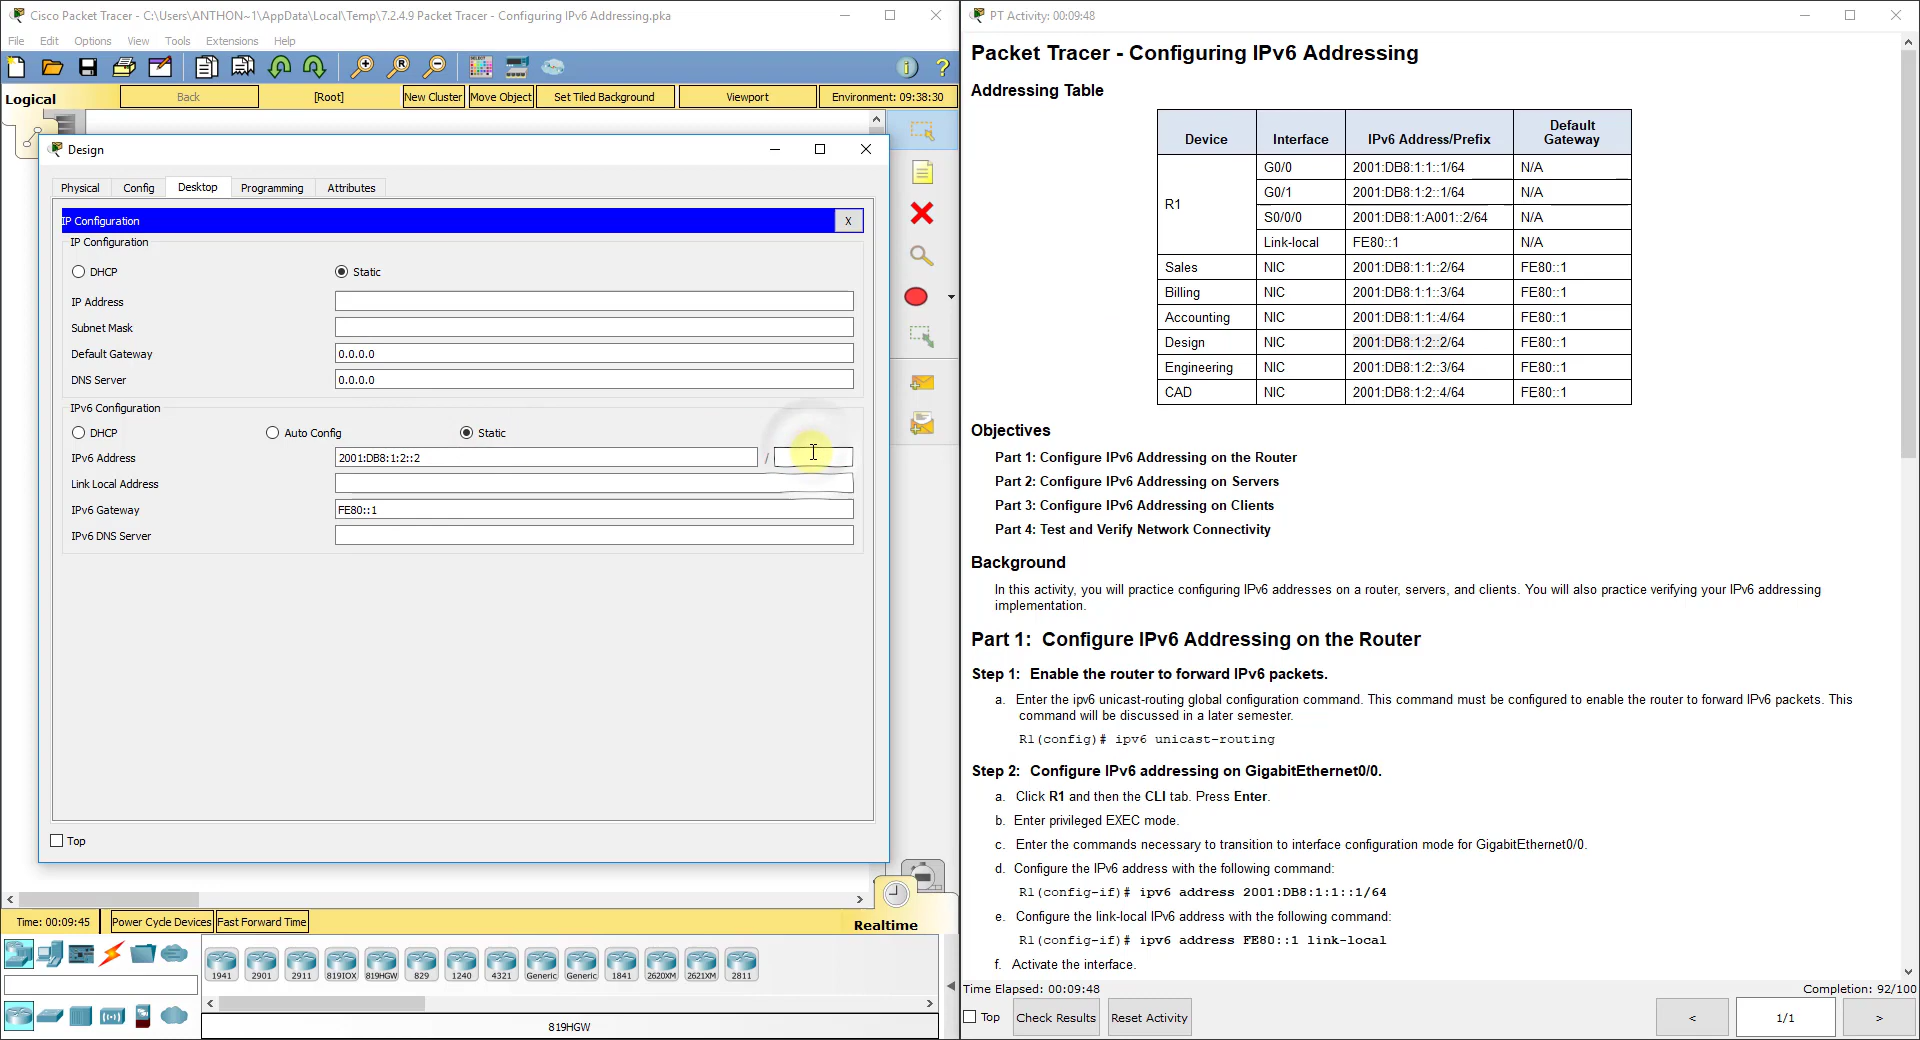 Cisco Packet Tracer - C:\Users\ANTHON~1\AppData\Local\Temp\7.2.4.9 Packet Tracer - Configuring IPv6 Addressing.pka
File Edit Options View Tools Extensions Help
Logical Back [Root] New Cluster Move Object Set Tiled Background Viewport Environment: 09:38:30
Design
Physical Config Desktop Programming Attributes
IP Configuration X
IP Configuration
DHCP Static
IP Address
Subnet Mask
Default Gateway 0.0.0.0
DNS Server 0.0.0.0
IPv6 Configuration
DHCP Auto Config Static
IPv6 Address 2001:DB8:1:2::2 /
Link Local Address
IPv6 Gateway FE80::1
IPv6 DNS Server
Top
Time: 00:09:45 Power Cycle Devices Fast Forward Time Realtime
1941 2901 2911 819IOX 819HGW 829 1240 4321 Generic Generic 1841 2620XM 2621XM 2811
819HGW
PT Activity: 00:09:48
Packet Tracer - Configuring IPv6 Addressing
Addressing Table
Device Interface IPv6 Address/Prefix Default Gateway
R1 G0/0 2001:DB8:1:1::1/64 N/A
G0/1 2001:DB8:1:2::1/64 N/A
S0/0/0 2001:DB8:1:A001::2/64 N/A
Link-local FE80::1 N/A
Sales NIC 2001:DB8:1:1::2/64 FE80::1
Billing NIC 2001:DB8:1:1::3/64 FE80::1
Accounting NIC 2001:DB8:1:1::4/64 FE80::1
Design NIC 2001:DB8:1:2::2/64 FE80::1
Engineering NIC 2001:DB8:1:2::3/64 FE80::1
CAD NIC 2001:DB8:1:2::4/64 FE80::1
Objectives
Part 1: Configure IPv6 Addressing on the Router
Part 2: Configure IPv6 Addressing on Servers
Part 3: Configure IPv6 Addressing on Clients
Part 4: Test and Verify Network Connectivity
Background
In this activity, you will practice configuring IPv6 addresses on a router, servers, and clients. You will also practice verifying your IPv6 addressing
implementation.
Part 1: Configure IPv6 Addressing on the Router
Step 1: Enable the router to forward IPv6 packets.
a. Enter the ipv6 unicast-routing global configuration command. This command must be configured to enable the router to forward IPv6 packets. This
command will be discussed in a later semester.
R1(config)# ipv6 unicast-routing
Step 2: Configure IPv6 addressing on GigabitEthernet0/0.
a. Click R1 and then the CLI tab. Press Enter.
b. Enter privileged EXEC mode.
c. Enter the commands necessary to transition to interface configuration mode for GigabitEthernet0/0.
d. Configure the IPv6 address with the following command:
R1(config-if)# ipv6 address 2001:DB8:1:1::1/64
e. Configure the link-local IPv6 address with the following command:
R1(config-if)# ipv6 address FE80::1 link-local
f. Activate the interface.
Time Elapsed: 00:09:48 Completion: 92/100
Top Check Results Reset Activity < 1/1 >